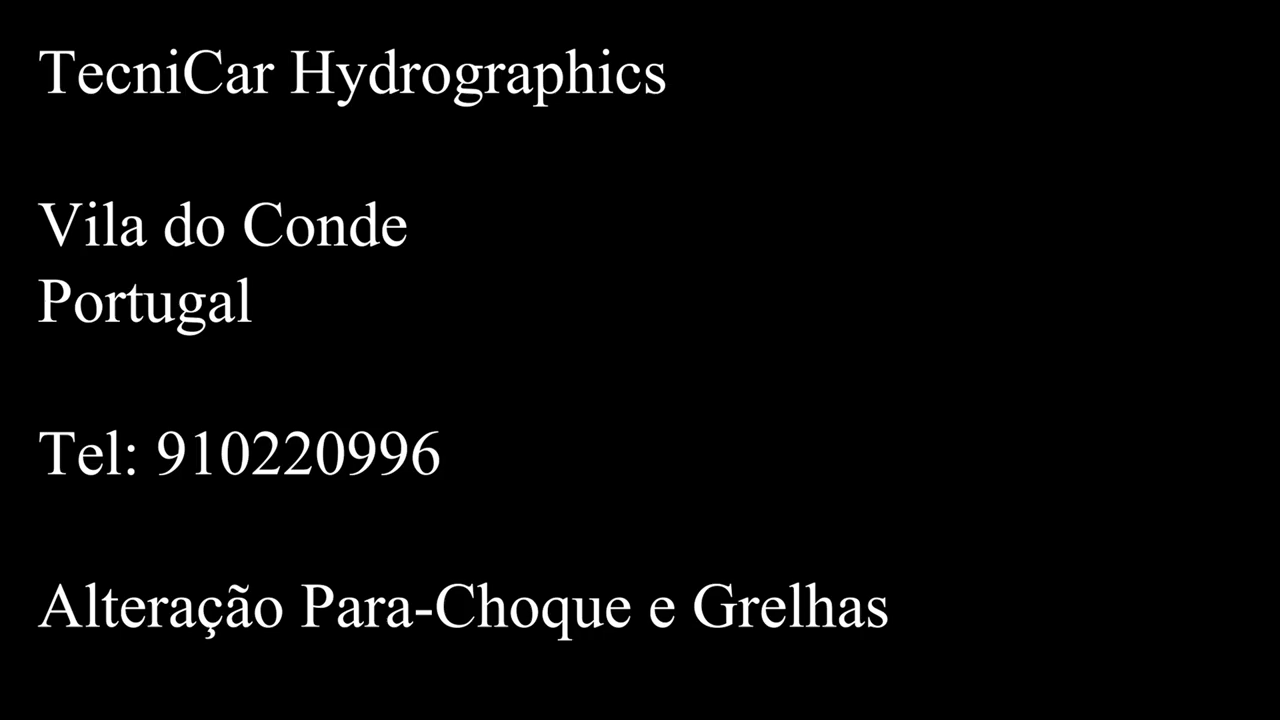 TecniCar Hydrographics
Vila do Conde
Portugal
Tel: 910220996
Alteração Para-Choque e Grelhas